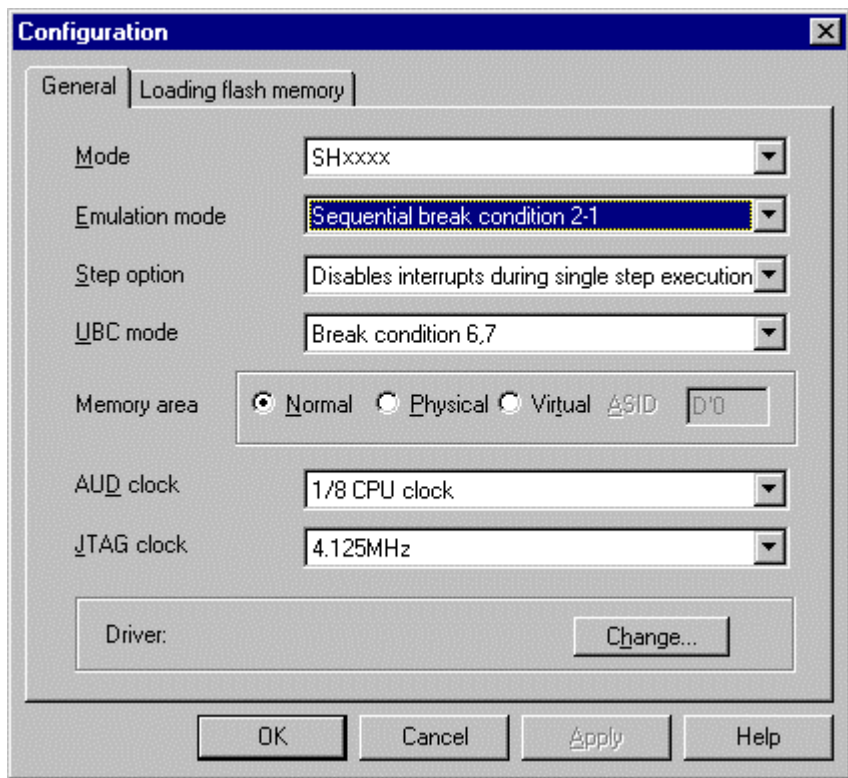 Configuration
General Loading flash memory
Mode SHxxxx
Emulation mode Sequential break condition 2-1
Step option Disables interrupts during single step execution
UBC mode Break condition 6,7
Memory area Normal Physical Virtual ASID D'0
AUD clock 1/8 CPU clock
JTAG clock 4.125MHz
Driver: Change...
OK Cancel Apply Help